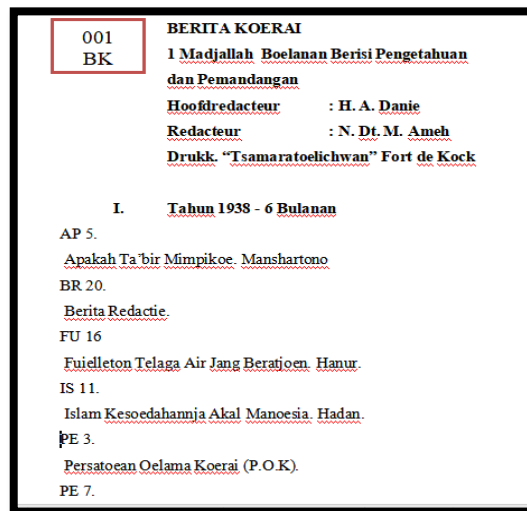 001
BK
BERITA KOERAI
1 Madjallah Boelanan Berisi Pengetahuan
dan Pemandangan
Hoofdredacteur : H. A. Danie
Redacteur : N. Dt. M. Ameh
Drukk. “Tsamaratoelichwan” Fort de Kock
I. Tahun 1938 - 6 Bulanan
AP 5.
Apakah Ta’bir Mimpikoe. Manshartono
BR 20.
Berita Redactie.
FU 16
Fuielleton Telaga Air Jang Beratjoen. Hanur.
IS 11.
Islam Kesoedahannja Akal Manoesia. Hadan.
PE 3.
Persatoean Oelama Koerai (P.O.K).
PE 7.